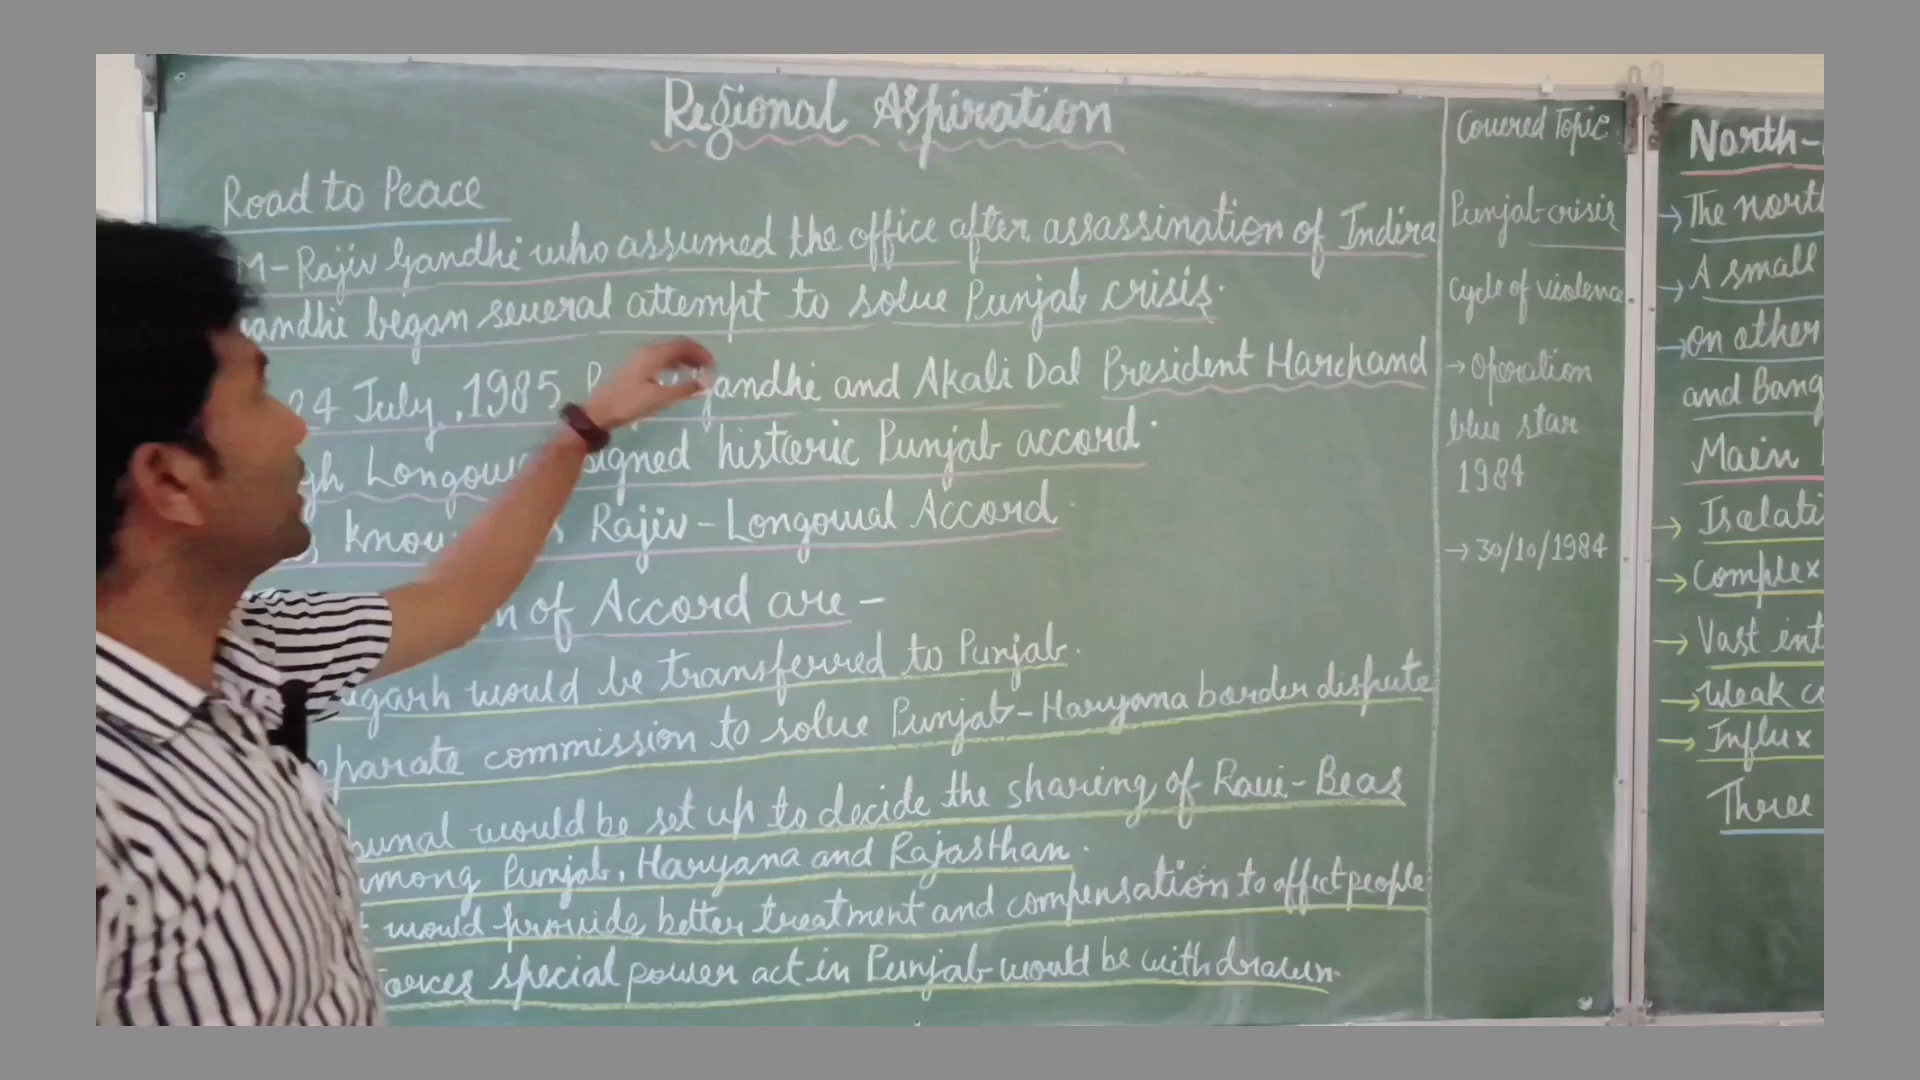 Regional Aspiration
Road to Peace
M-Rajiv Gandhi who assumed the office after assassination of Indira
Gandhi began several attempt to solve Punjab crisis.
24 July, 1985 Gandhi and Akali Dal President Harchand
signed historic Punjab accord.
Rajiv-Longowal Accord.
of Accord are -
would be transferred to Punjab.
separate commission to solve Punjab-Haryana border dispute
would be set up to decide the sharing of Ravi-Beas
among Punjab, Haryana and Rajasthan.
would provide better treatment and compensation to affect people
forces special power act in Punjab would be withdrawn.
Covered Topic
Punjab crisis
Cycle of violence
→ Operation
blue star
1984
→ 30/10/1984
North-
→ The
→ A small
→ on other
and
Main
→
→ Complex
→ Vast
→ Weak
→ Influx
Three